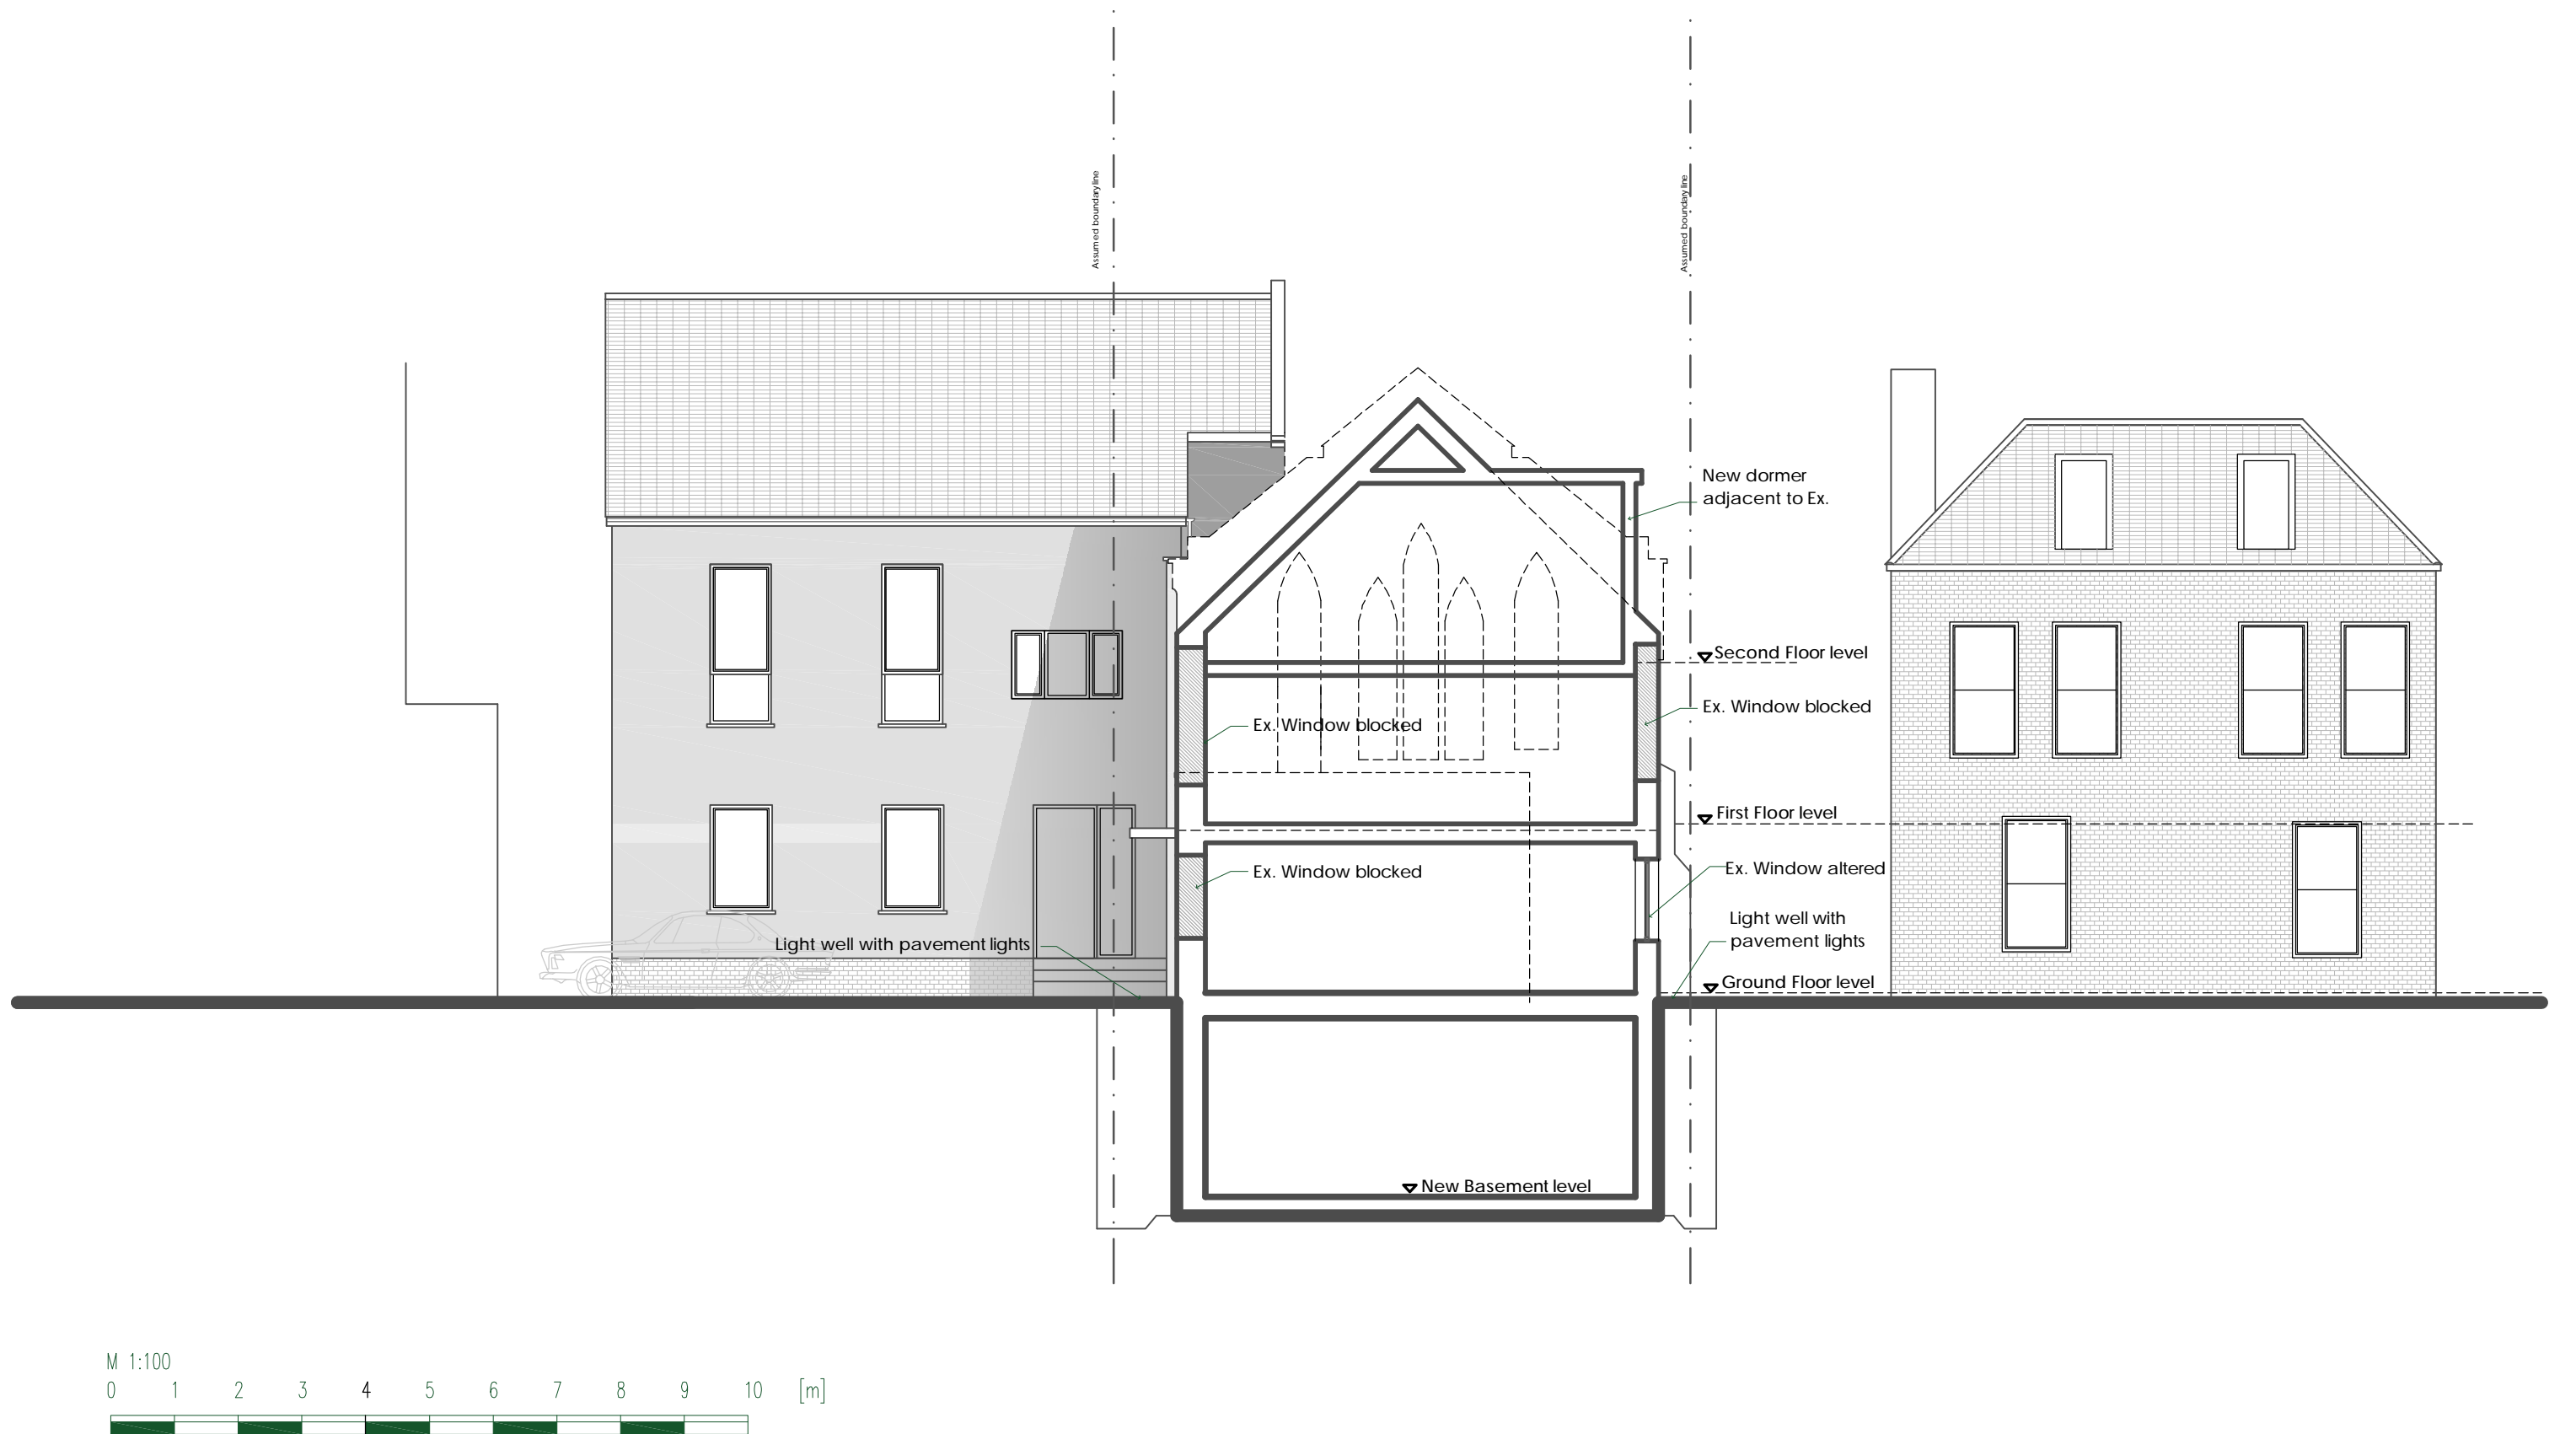 Assumed boundary line
Assumed boundary line
New dormer
adjacent to Ex.
Second Floor level
Ex. Window blocked
Ex. Window blocked
First Floor level
Ex. Window altered
Ex. Window blocked
Light well with
pavement lights
Light well with pavement lights
Ground Floor level
New Basement level
M 1:100
0 1 2 3 4 5 6 7 8 9 10 [m]